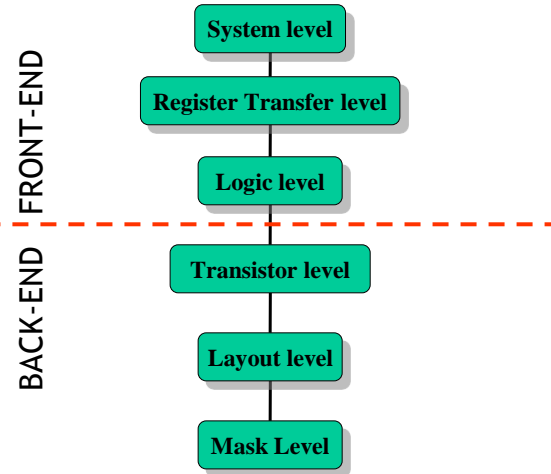 FRONT-END
System level
Register Transfer level
Logic level
BACK-END
Transistor level
Layout level
Mask Level